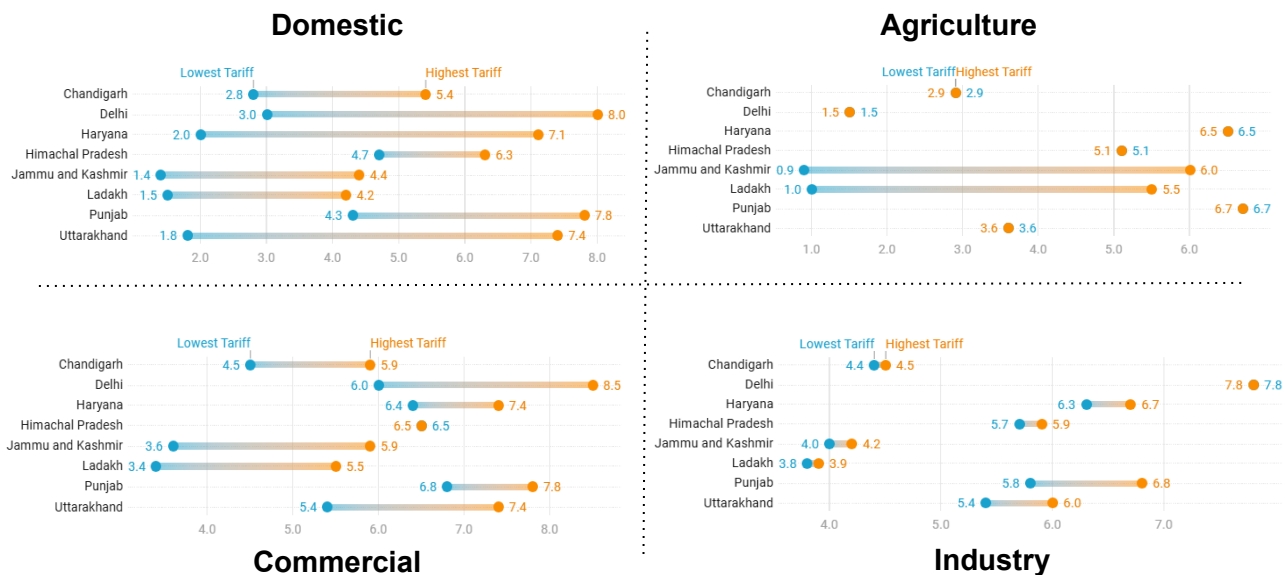 Domestic
Lowest Tariff Highest Tariff
Chandigarh 2.8 5.4
Delhi 3.0 8.0
Haryana 2.0 7.1
Himachal Pradesh 4.7 6.3
Jammu and Kashmir 1.4 4.4
Ladakh 1.5 4.2
Punjab 4.3 7.8
Uttarakhand 1.8 7.4
2.0 3.0 4.0 5.0 6.0 7.0 8.0
Agriculture
Lowest Tariff Highest Tariff
Chandigarh 2.9 2.9
Delhi 1.5 1.5
Haryana 6.5 6.5
Himachal Pradesh 5.1 5.1
Jammu and Kashmir 0.9 6.0
Ladakh 1.0 5.5
Punjab 6.7 6.7
Uttarakhand 3.6 3.6
1.0 2.0 3.0 4.0 5.0 6.0
Lowest Tariff Highest Tariff
Chandigarh 4.5 5.9
Delhi 6.0 8.5
Haryana 6.4 7.4
Himachal Pradesh 6.5 6.5
Jammu and Kashmir 3.6 5.9
Ladakh 3.4 5.5
Punjab 6.8 7.8
Uttarakhand 5.4 7.4
4.0 5.0 6.0 7.0 8.0
Commercial
Lowest Tariff Highest Tariff
Chandigarh 4.4 4.5
Delhi 7.8 7.8
Haryana 6.3 6.7
Himachal Pradesh 5.7 5.9
Jammu and Kashmir 4.0 4.2
Ladakh 3.8 3.9
Punjab 5.8 6.8
Uttarakhand 5.4 6.0
4.0 5.0 6.0 7.0
Industry